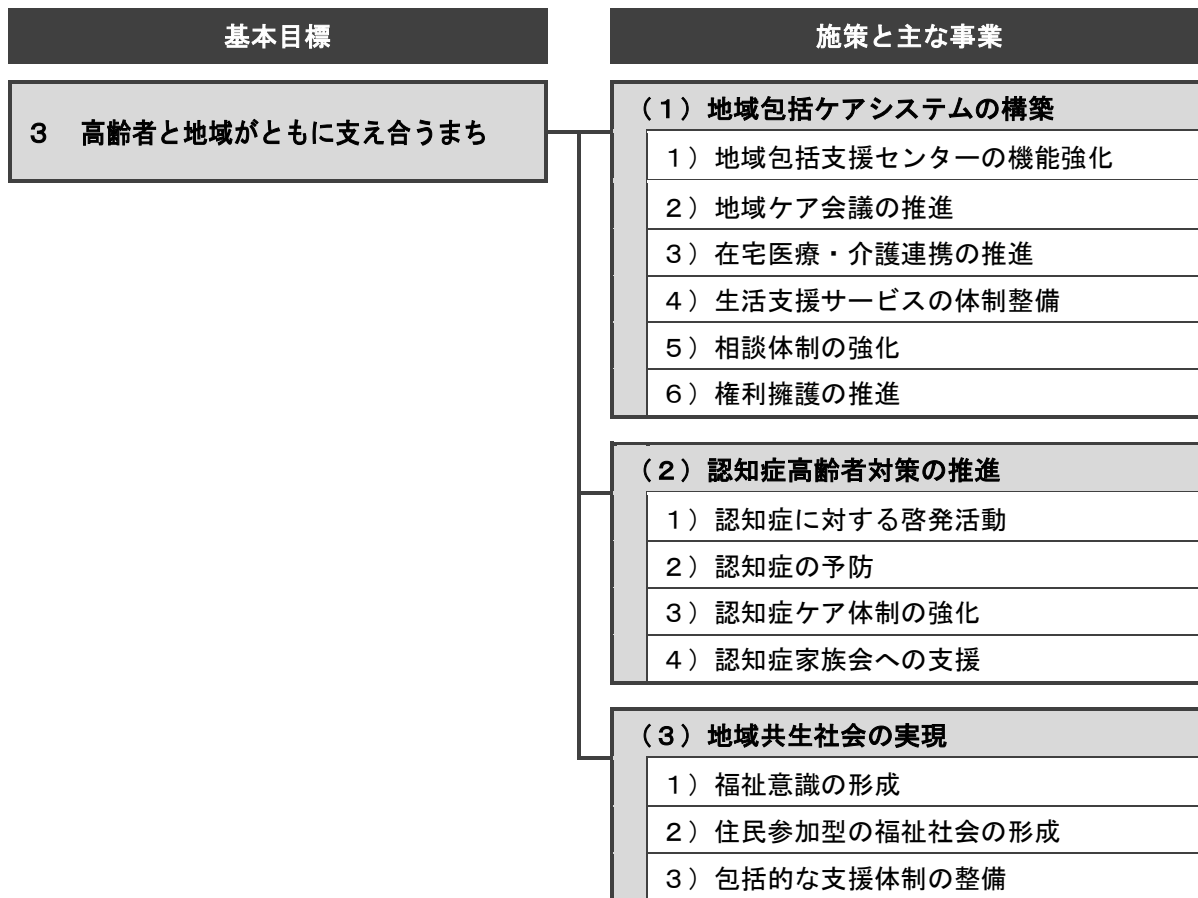 基本目標
施策と主な事業
３　高齢者と地域がともに支え合うまち
（１）地域包括ケアシステムの構築
１）地域包括支援センターの機能強化
２）地域ケア会議の推進
３）在宅医療・介護連携の推進
４）生活支援サービスの体制整備
５）相談体制の強化
６）権利擁護の推進
（２）認知症高齢者対策の推進
１）認知症に対する啓発活動
２）認知症の予防
３）認知症ケア体制の強化
４）認知症家族会への支援
（３）地域共生社会の実現
１）福祉意識の形成
２）住民参加型の福祉社会の形成
３）包括的な支援体制の整備